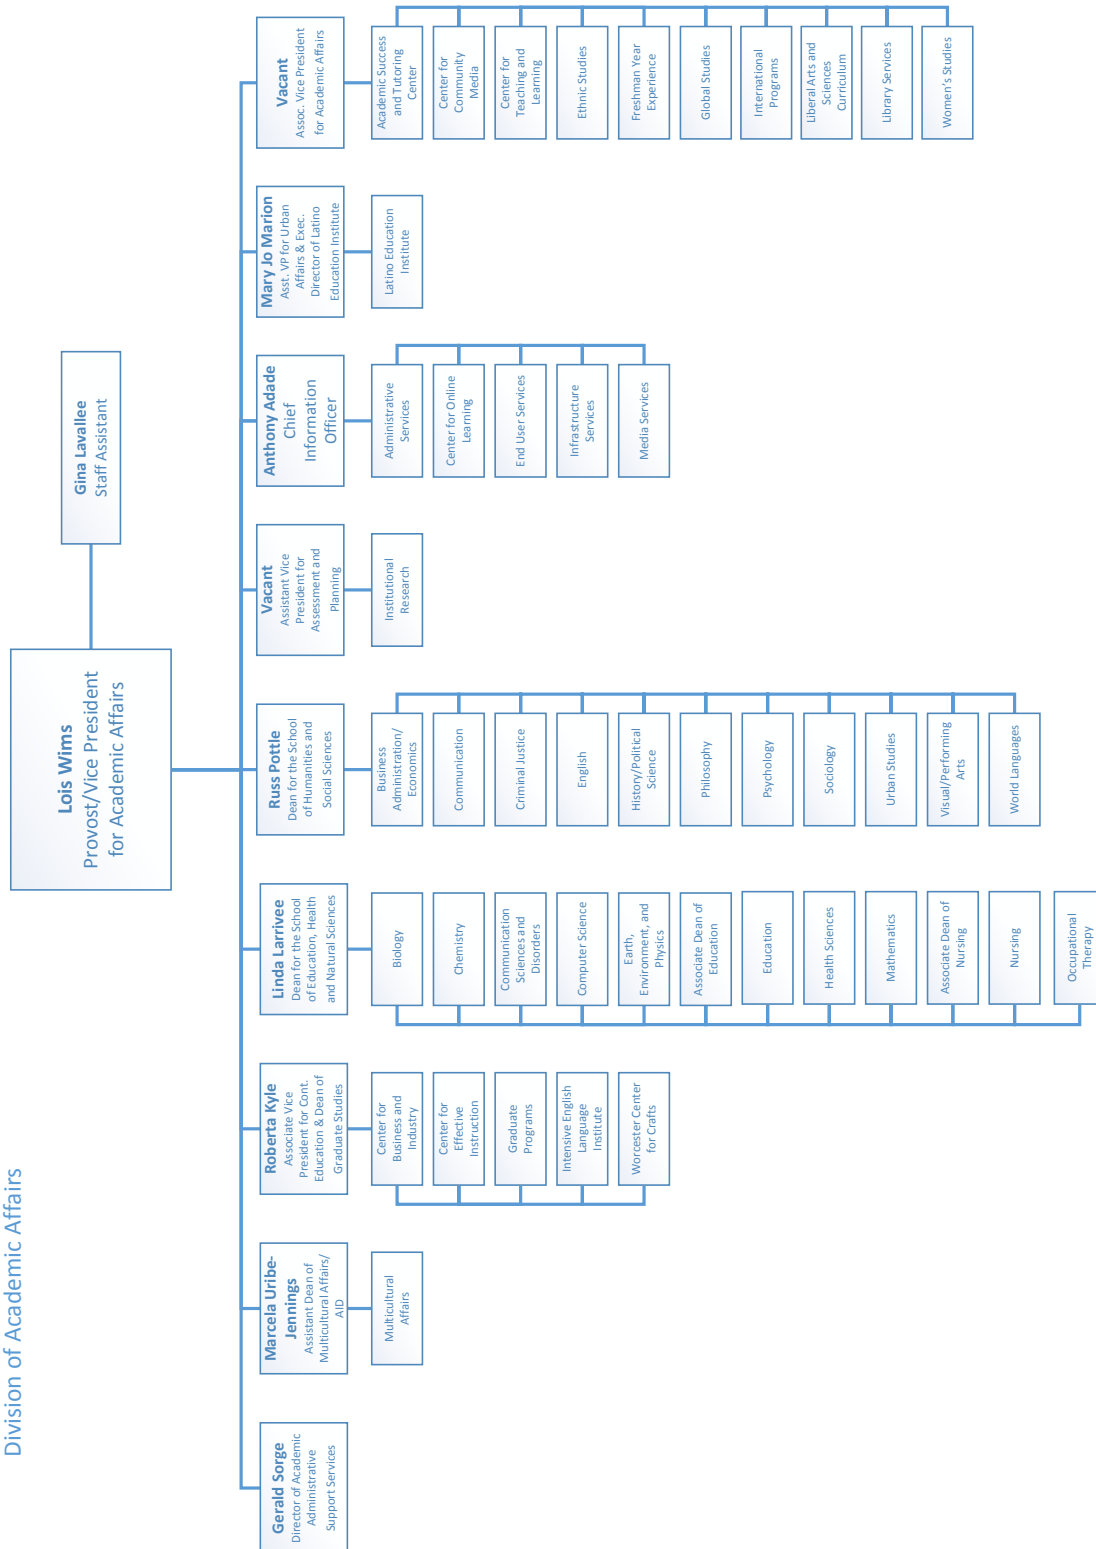 Division of Academic Affairs
Lois Wims
Provost/Vice President
for Academic Affairs
Gina Lavallee
Staff Assistant
Gerald Sorge
Director of Academic
Administrative
Support Services
Marcela Uribe-
Jennings
Assistant Dean of
Multicultural Affairs/
AID
Multicultural
Affairs
Roberta Kyle
Associate Vice
President for Cont.
Education & Dean of
Graduate Studies
Center for
Business and
Industry
Center for
Effective
Instruction
Graduate
Programs
Intensive English
Language
Institute
Worcester Center
for Crafts
Linda Larrivee
Dean for the School
of Education, Health
and Natural Sciences
Biology
Chemistry
Communication
Sciences and
Disorders
Computer Science
Earth,
Environment, and
Physics
Associate Dean of
Education
Education
Health Sciences
Mathematics
Associate Dean of
Nursing
Nursing
Occupational
Therapy
Russ Pottle
Dean for the School
of Humanities and
Social Sciences
Business
Administration/
Economics
Communication
Criminal Justice
English
History/Political
Science
Philosophy
Psychology
Sociology
Urban Studies
Visual/Performing
Arts
World Languages
Vacant
Assistant Vice
President for
Assessment and
Planning
Institutional
Research
Anthony Adade
Chief
Information
Officer
Administrative
Services
Center for Online
Learning
End User Services
Infrastructure
Services
Media Services
Mary Jo Marion
Asst. VP for Urban
Affairs & Exec.
Director of Latino
Education Institute
Latino Education
Institute
Vacant
Assoc. Vice President
for Academic Affairs
Academic Success
and Tutoring
Center
Center for
Community
Media
Center for
Teaching and
Learning
Ethnic Studies
Freshman Year
Experience
Global Studies
International
Programs
Liberal Arts and
Sciences
Curriculum
Library Services
Women's Studies